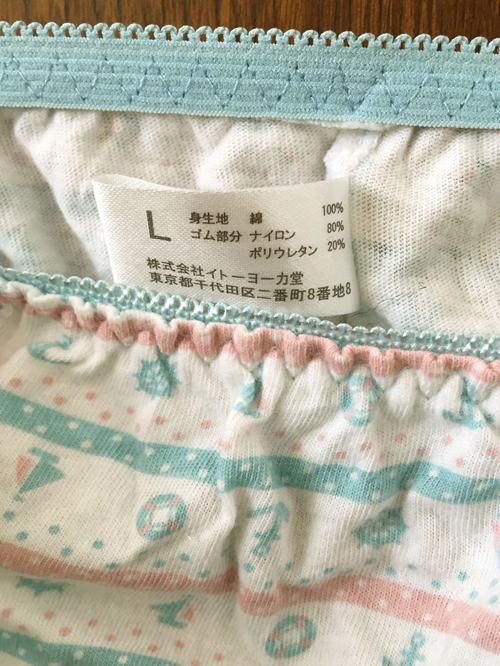 L
身生地 綿 100%
ゴム部分 ナイロン 80%
ポリウレタン 20%
株式会社イトーヨーカ堂
東京都千代田区二番町8番地8